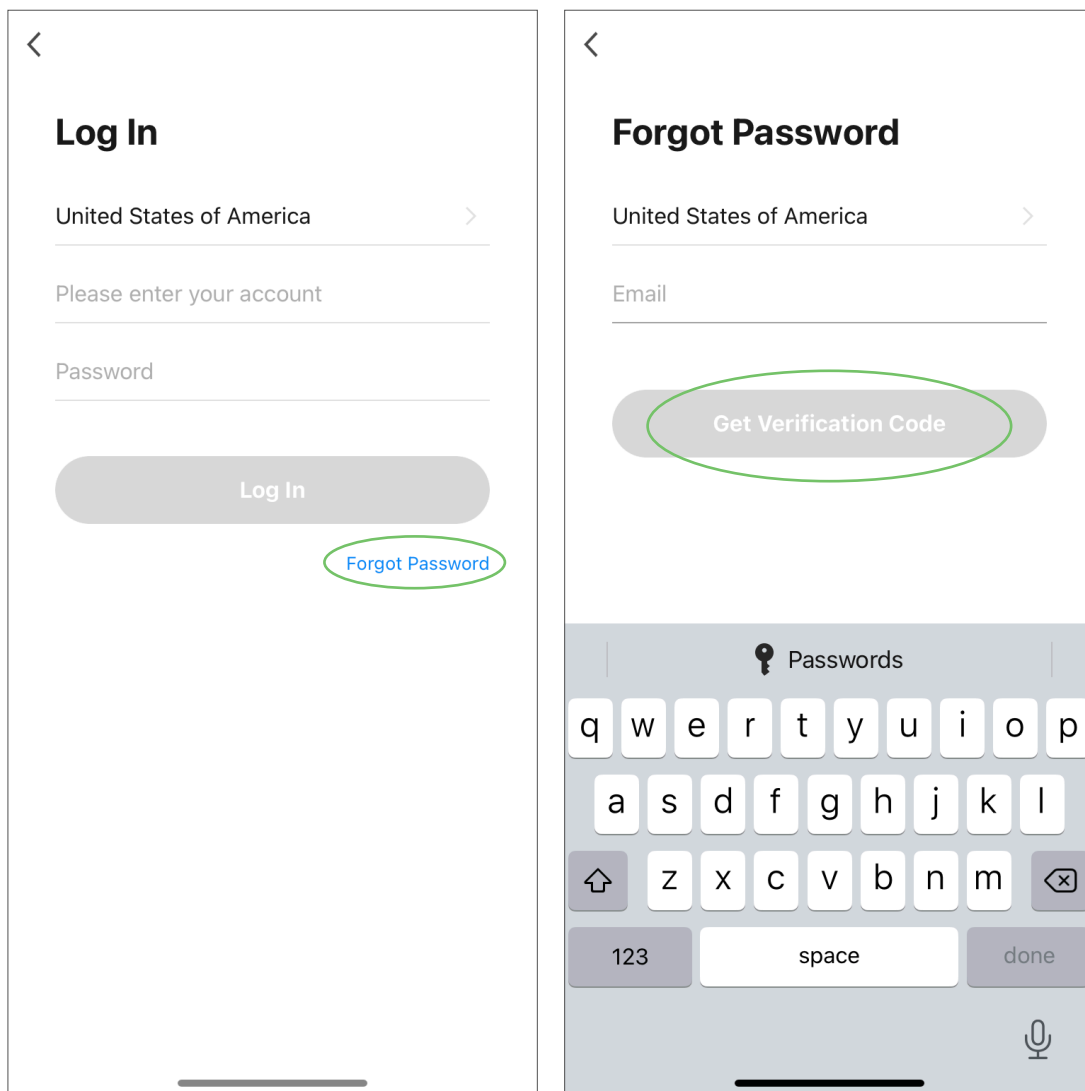 Log In
United States of America
Please enter your account
Password
Log In
Forgot Password
Forgot Password
United States of America
Email
Get Verification Code
Passwords
q w e r t y u i o p
a s d f g h j k l
z x c v b n m
123 space done